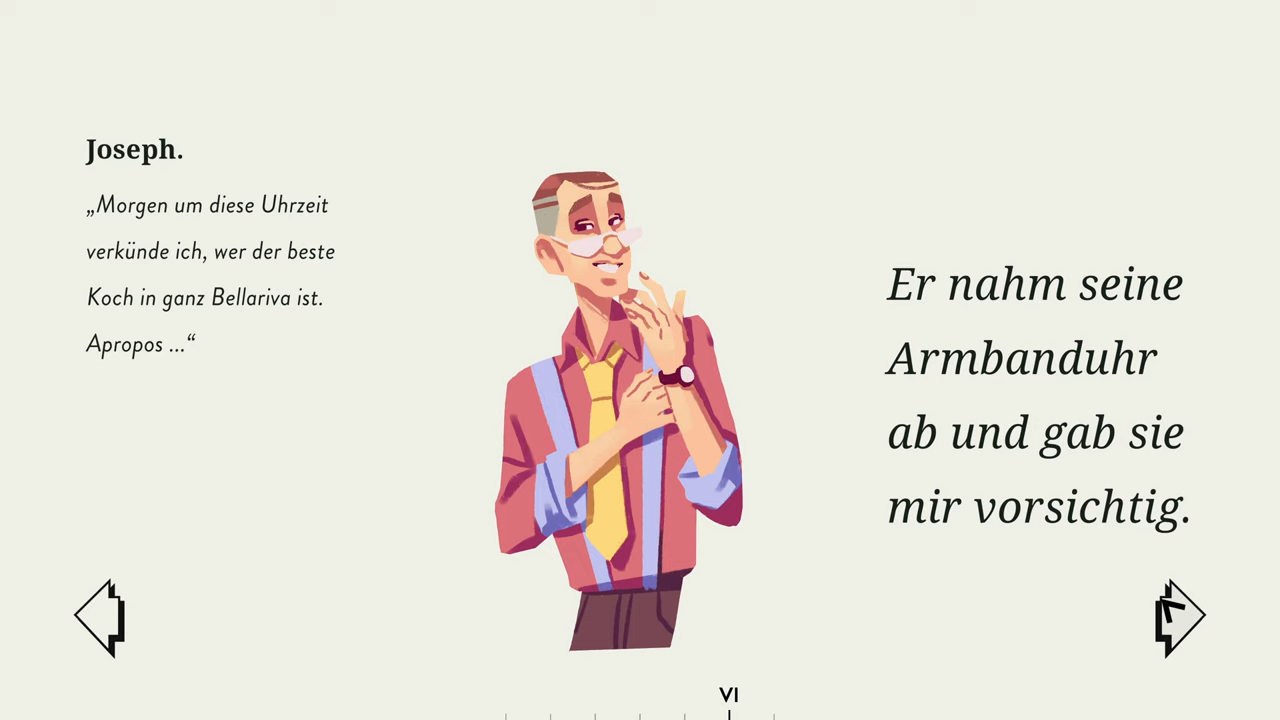 Joseph.
„Morgen um diese Uhrzeit
verkünde ich, wer der beste
Koch in ganz Bellariva ist.
Apropos ...“
Er nahm seine
Armbanduhr
ab und gab sie
mir vorsichtig.
VI